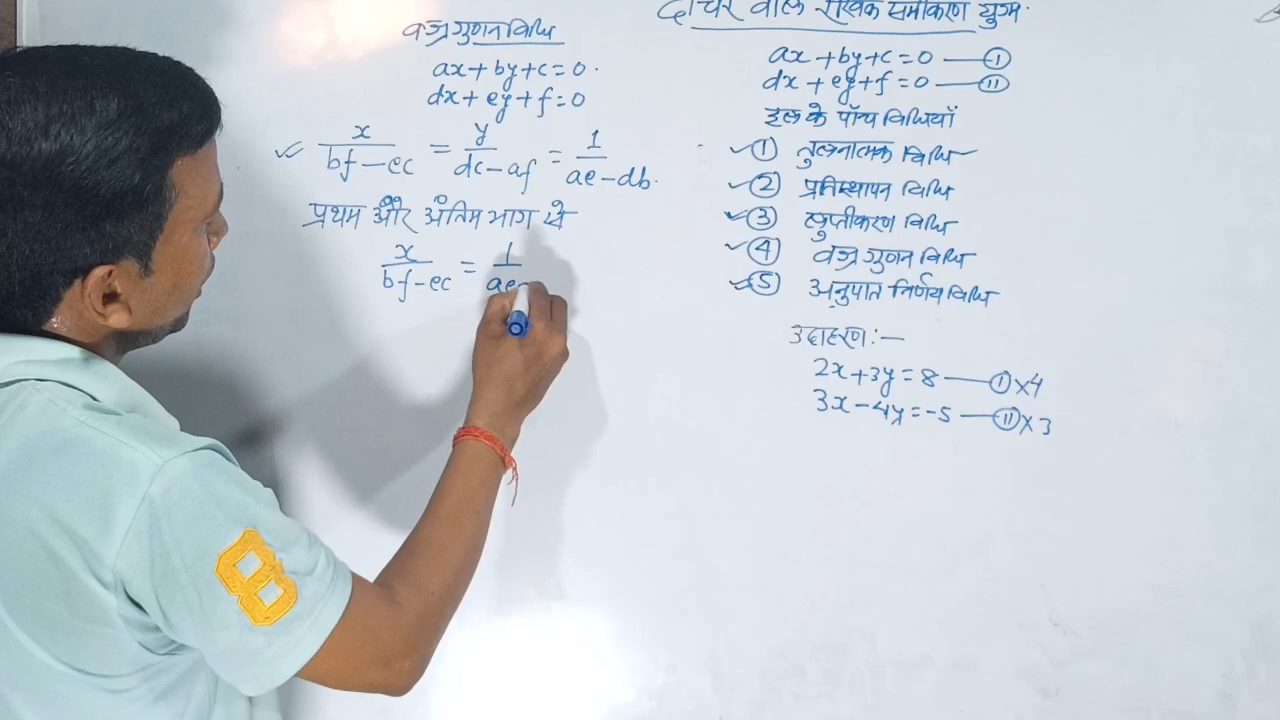 वज्र गुणन विधि
ax + by + c = 0.
dx + ey + f = 0
x / bf - ec = y / dc - af = 1 / ae - db.
प्रथम और अंतिम भाग से
x / bf - ec = 1 / ae
दो चर वाले रैखिक समीकरण युग्म.
ax + by + c = 0 — I
dx + ey + f = 0 — II
हल के पाँच विधियाँ
1 तुलनात्मक विधि
2 प्रतिस्थापन विधि
3 लुप्तीकरण विधि
4 वज्र गुणन विधि
5 अनुपात निर्णय विधि
उदाहरण :—
2x + 3y = 8 — I × 4
3x - 4y = -5 — II × 3
8